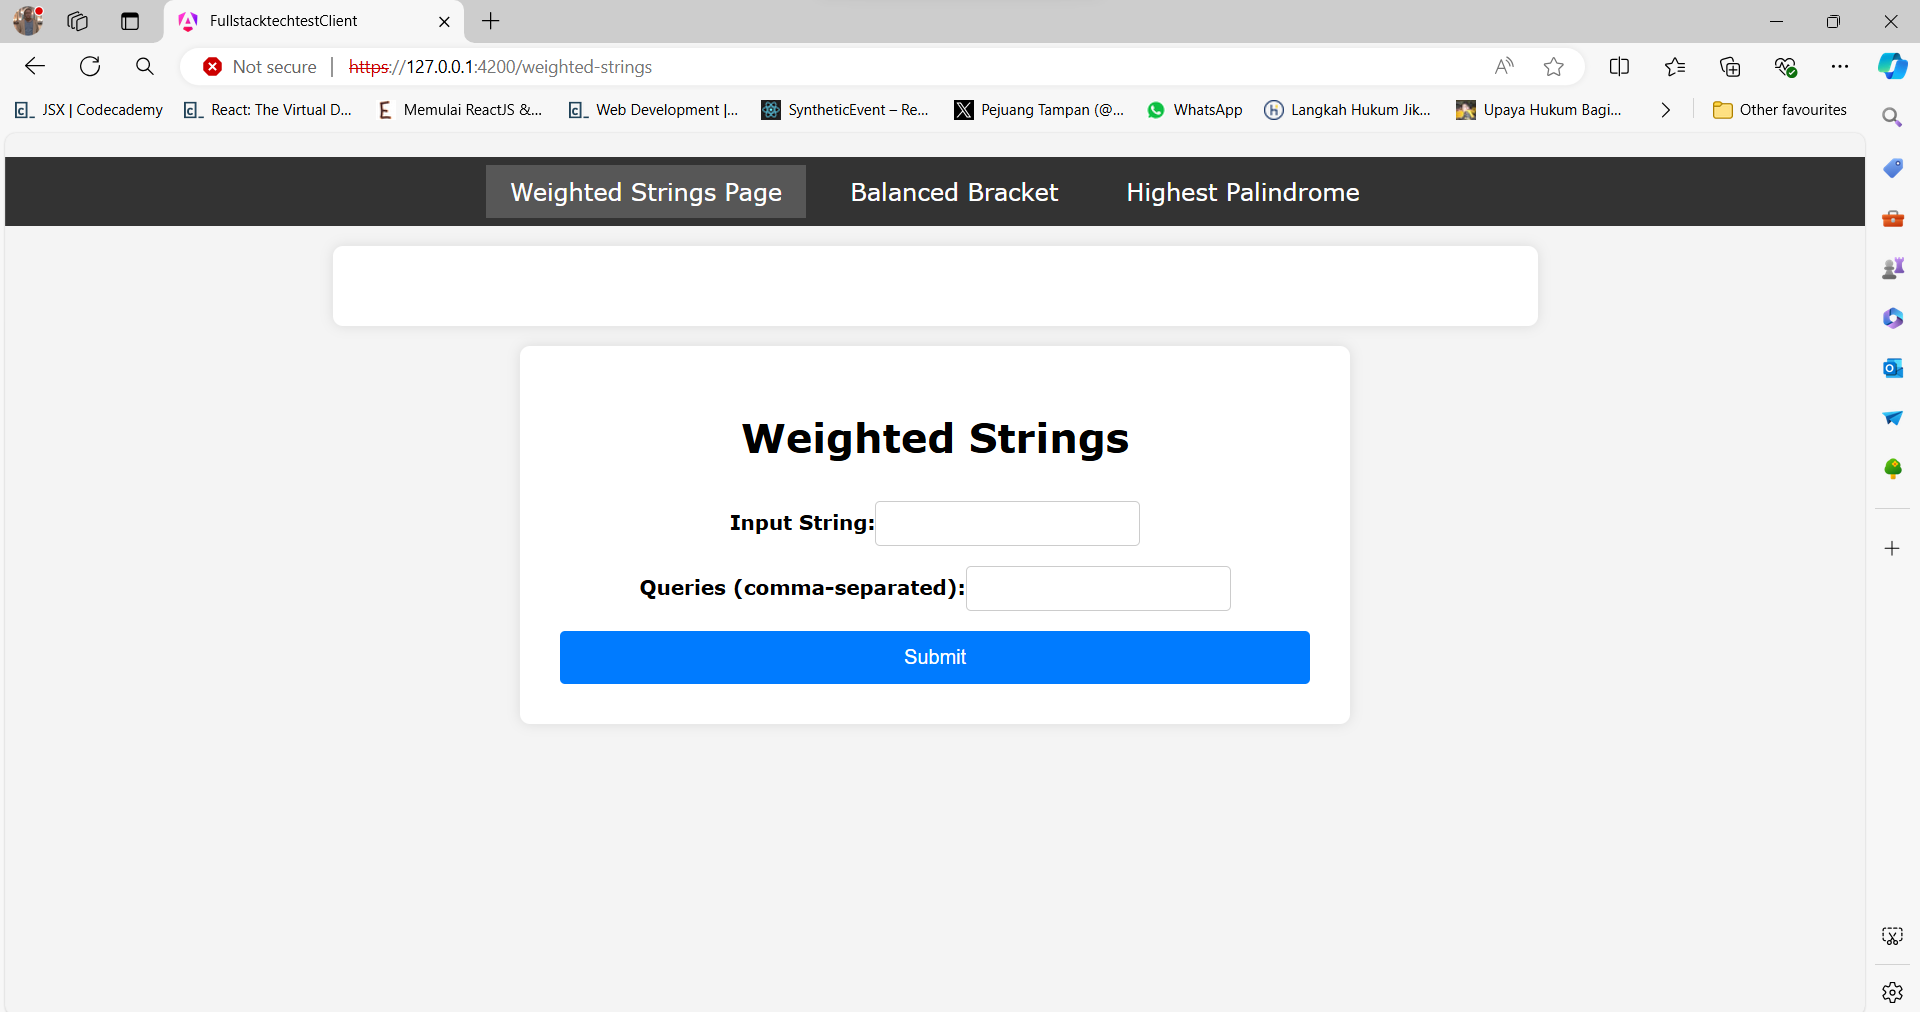 FullstacktechtestClient
Not secure | https://127.0.0.1:4200/weighted-strings
JSX | Codecademy React: The Virtual D... Memulai ReactJS &... Web Development |... SyntheticEvent – Re... Pejuang Tampan (@... WhatsApp Langkah Hukum Jik... Upaya Hukum Bagi... Other favourites
Weighted Strings Page Balanced Bracket Highest Palindrome
Weighted Strings
Input String:
Queries (comma-separated):
Submit